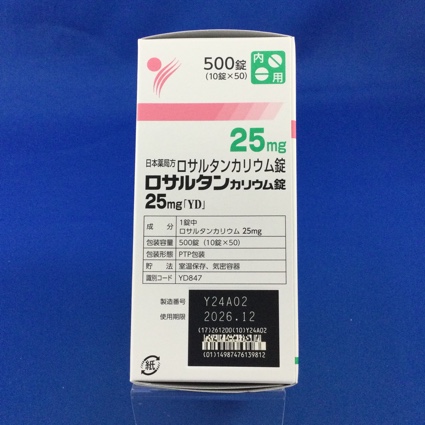 500錠
(10錠×50)
内
用
25mg
日本薬局方 ロサルタンカリウム錠
ロサルタンカリウム錠
25mg「YD」
成 分 1錠中
ロサルタンカリウム 25mg
包装容量 500錠 (10錠×50)
包装形態 PTP包装
貯 法 室温保存、気密容器
識別コード YD847
製造番号 Y24A02
使用期限 2026.12
(17)261200(10)Y24A02
(01)14987476139812
紙